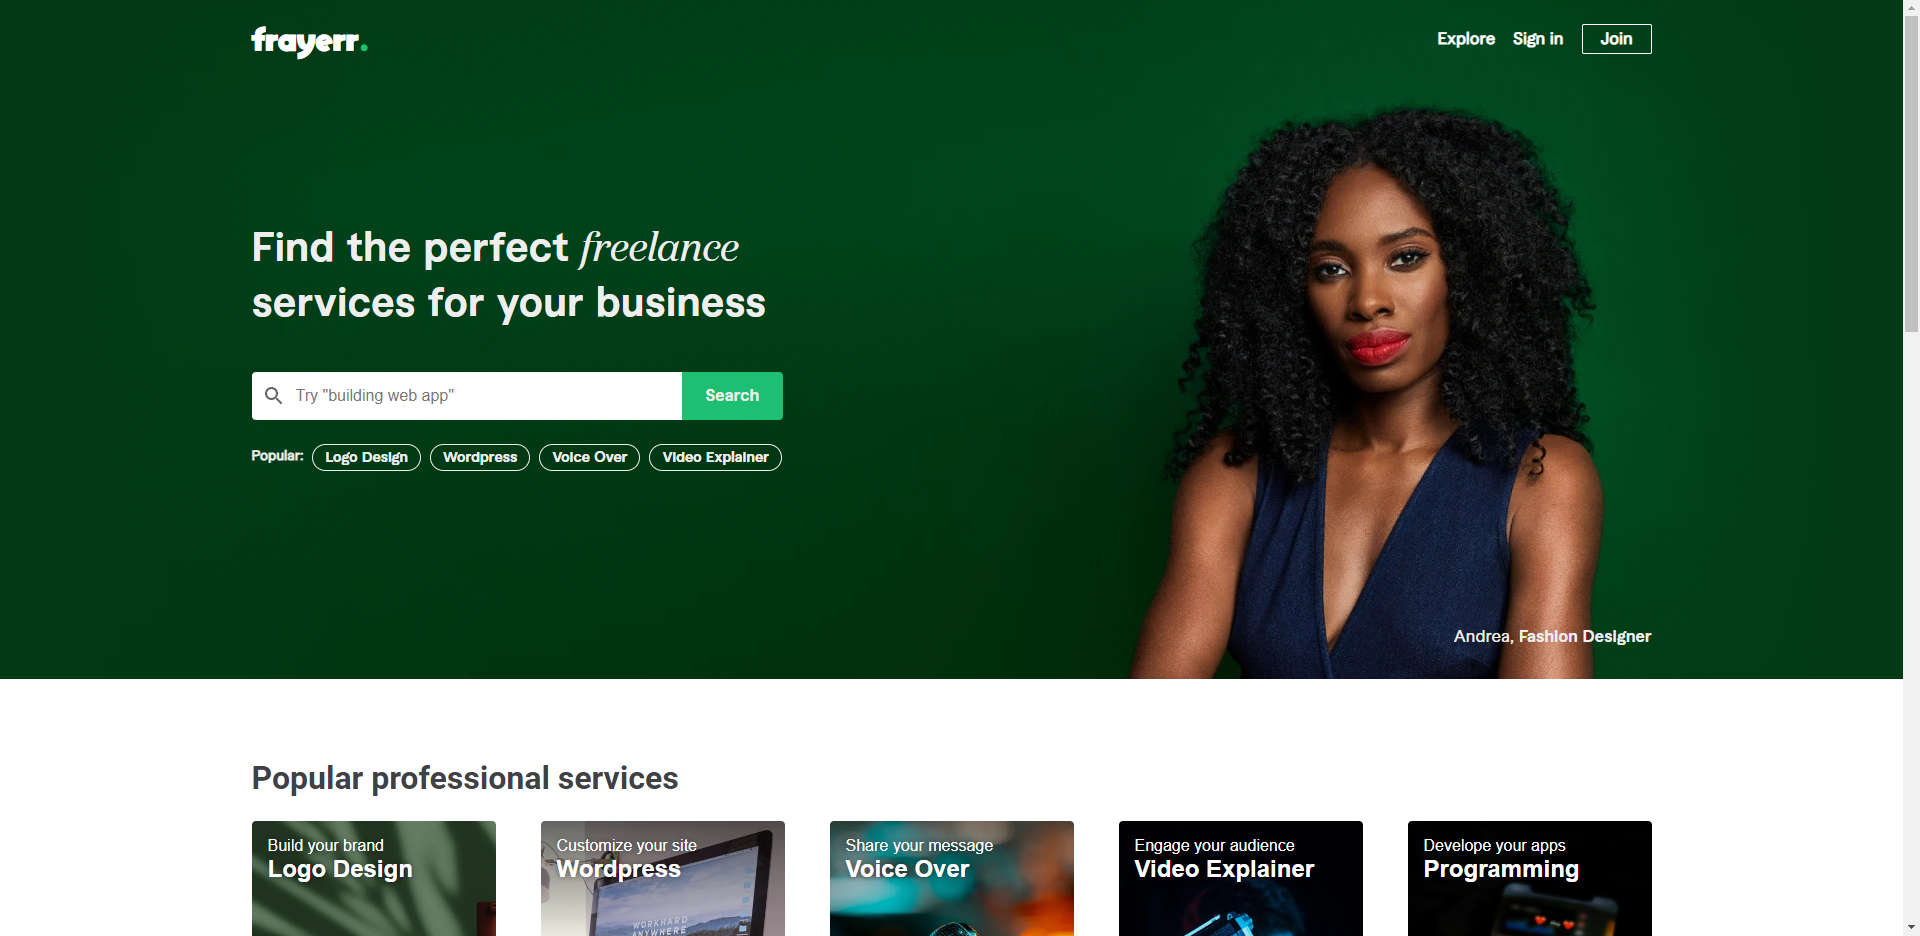 frayerr.
Explore
Sign in
Join
Find the perfect freelance
services for your business
Try "building web app"
Search
Popular:
Logo Design
Wordpress
Voice Over
Video Explainer
Andrea, Fashion Designer
Popular professional services
Build your brand
Logo Design
Customize your site
Wordpress
Share your message
Voice Over
Engage your audience
Video Explainer
Develope your apps
Programming
WORKHARD
ANYWHERE